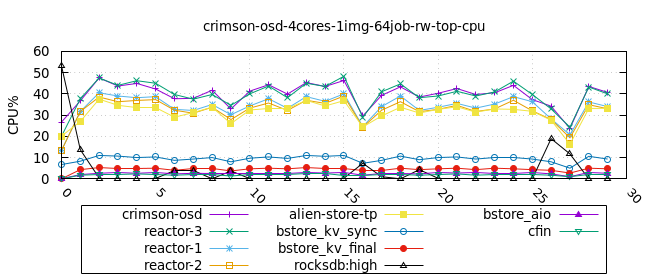 crimson-osd-4cores-1img-64job-rw-top-cpu
CPU%
60
50
40
30
20
10
0
0 5 10 15 20 25 30
crimson-osd alien-store-tp bstore_aio
reactor-3 bstore_kv_sync cfin
reactor-1 bstore_kv_final
reactor-2 rocksdb:high